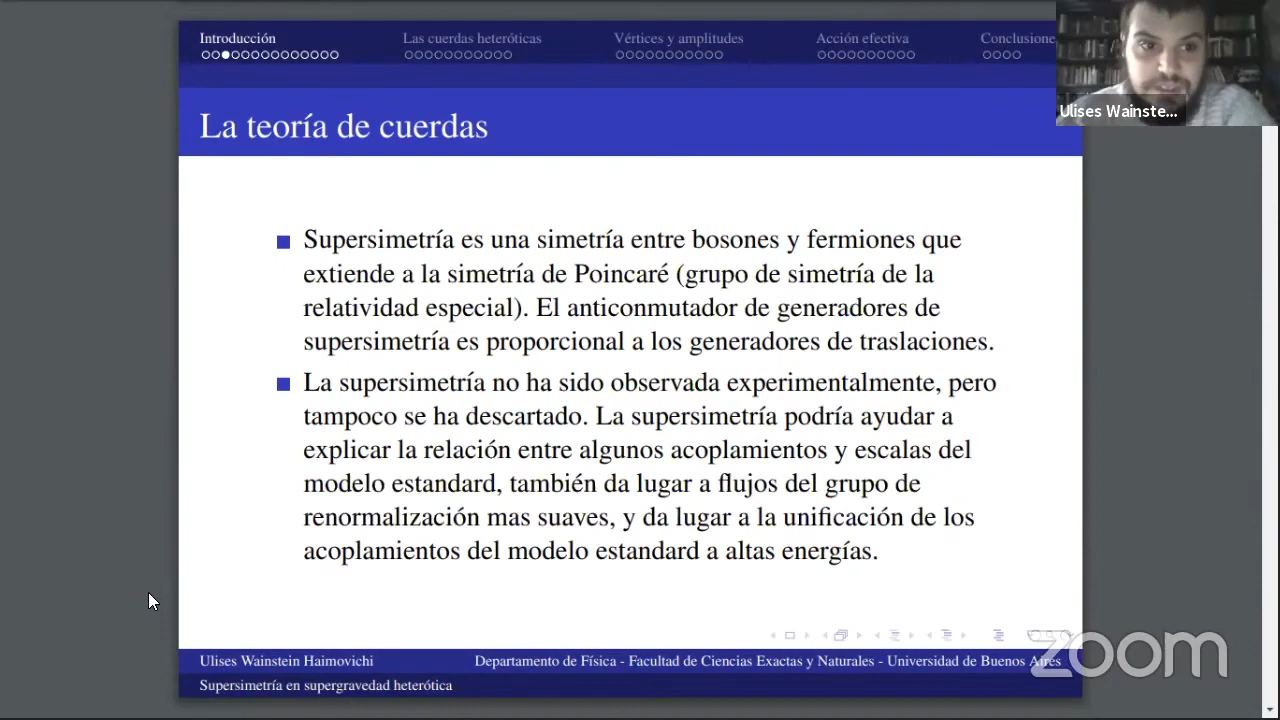 Introducción
Las cuerdas heteróticas
Vértices y amplitudes
Acción efectiva
Conclusione
Ulises Wainste...
La teoría de cuerdas
Supersimetría es una simetría entre bosones y fermiones que
extiende a la simetría de Poincaré (grupo de simetría de la
relatividad especial). El anticonmutador de generadores de
supersimetría es proporcional a los generadores de traslaciones.
La supersimetría no ha sido observada experimentalmente, pero
tampoco se ha descartado. La supersimetría podría ayudar a
explicar la relación entre algunos acoplamientos y escalas del
modelo estandard, también da lugar a flujos del grupo de
renormalización mas suaves, y da lugar a la unificación de los
acoplamientos del modelo estandard a altas energías.
Ulises Wainstein Haimovichi
Departamento de Física - Facultad de Ciencias Exactas y Naturales - Universidad de Buenos Aires
Supersimetría en supergravedad heterótica
zoom